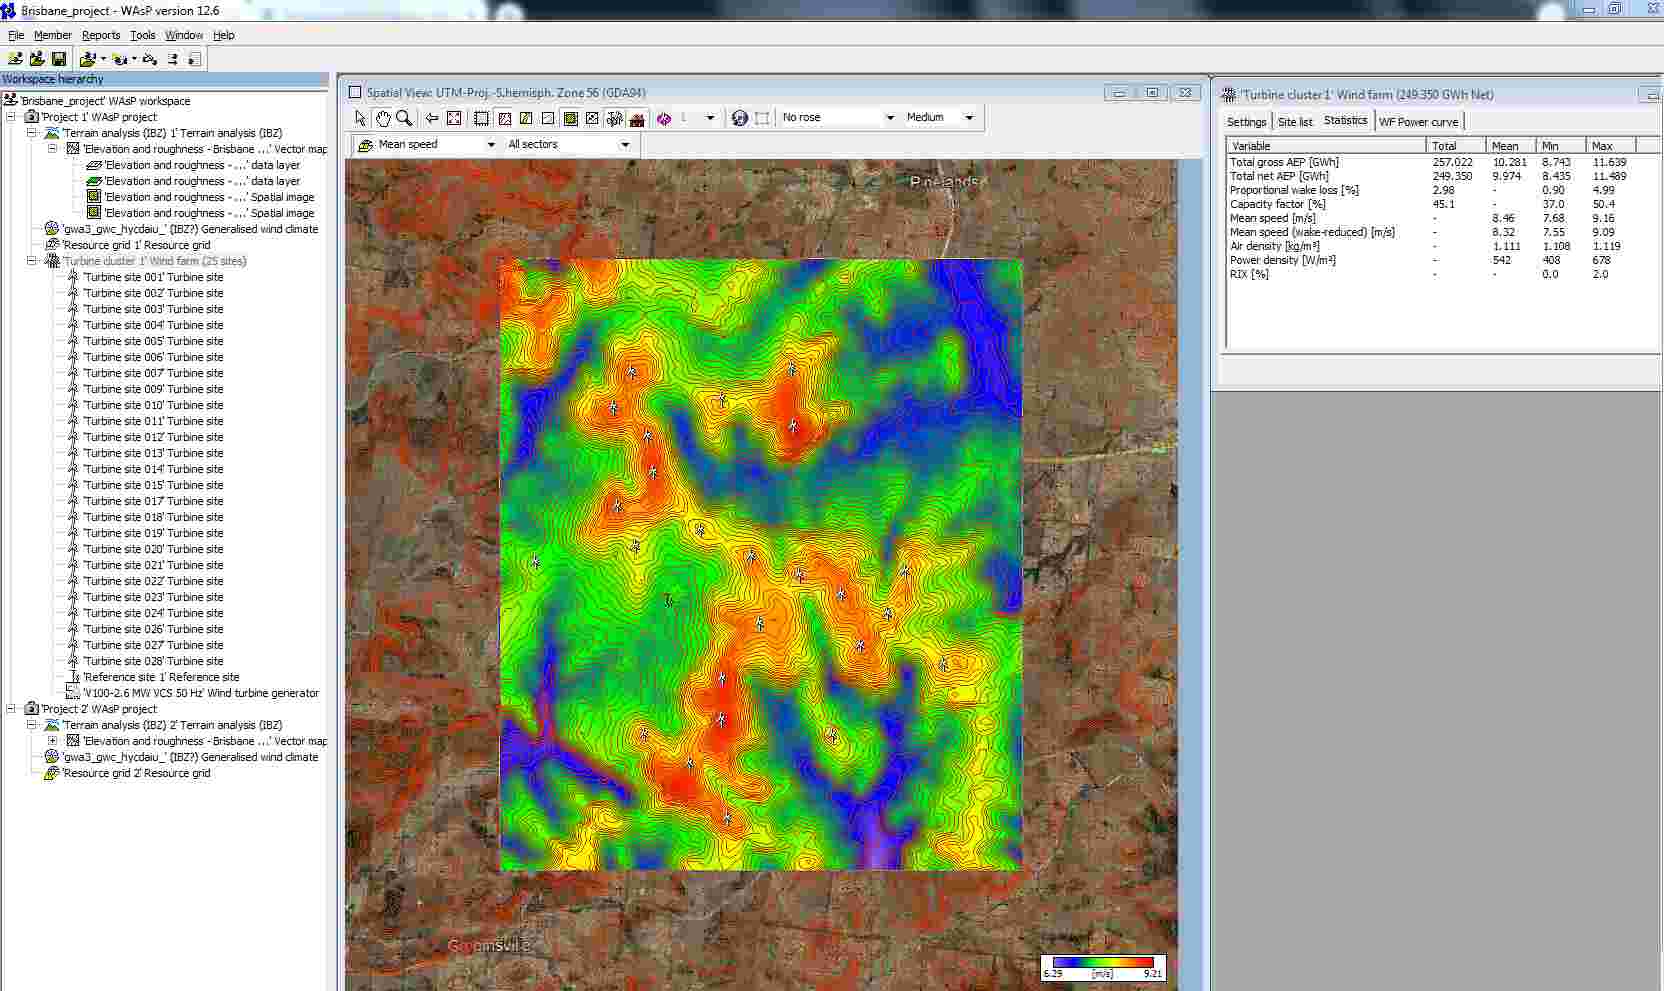 Brisbane_project - WAsP version 12.6
File Member Reports Tools Window Help
Workspace hierarchy
'Brisbane_project' WAsP workspace
'Project 1' WAsP project
'Terrain analysis (IBZ) 1' Terrain analysis (IBZ)
'Elevation and roughness - Brisbane ...' Vector map
'Elevation and roughness - ...' data layer
'Elevation and roughness - ...' data layer
'Elevation and roughness - ...' Spatial image
'Elevation and roughness - ...' Spatial image
'gwa3_gwc_hycdaiu_' (IBZ?) Generalised wind climate
'Resource grid 1' Resource grid
'Turbine cluster 1' Wind farm (25 sites)
'Turbine site 001' Turbine site
'Turbine site 002' Turbine site
'Turbine site 003' Turbine site
'Turbine site 004' Turbine site
'Turbine site 005' Turbine site
'Turbine site 006' Turbine site
'Turbine site 007' Turbine site
'Turbine site 009' Turbine site
'Turbine site 010' Turbine site
'Turbine site 011' Turbine site
'Turbine site 012' Turbine site
'Turbine site 013' Turbine site
'Turbine site 014' Turbine site
'Turbine site 015' Turbine site
'Turbine site 017' Turbine site
'Turbine site 018' Turbine site
'Turbine site 019' Turbine site
'Turbine site 020' Turbine site
'Turbine site 021' Turbine site
'Turbine site 022' Turbine site
'Turbine site 023' Turbine site
'Turbine site 024' Turbine site
'Turbine site 026' Turbine site
'Turbine site 027' Turbine site
'Turbine site 028' Turbine site
'Reference site 1' Reference site
'V100-2.6 MW VCS 50 Hz' Wind turbine generator
'Project 2' WAsP project
'Terrain analysis (IBZ) 2' Terrain analysis (IBZ)
'Elevation and roughness - Brisbane ...' Vector map
'gwa3_gwc_hycdaiu_' (IBZ?) Generalised wind climate
'Resource grid 2' Resource grid
Spatial View: UTM-Proj.-S.hemisph. Zone 56 (GDA94)
No rose Medium
Mean speed All sectors
Pinelands
Greenmsville
6.29 [m/s] 9.21
'Turbine cluster 1' Wind farm (249.350 GWh Net)
Settings Site list Statistics WF Power curve
Variable Total Mean Min Max
Total gross AEP [GWh] 257.022 10.281 8.743 11.639
Total net AEP [GWh] 249.350 9.974 8.435 11.489
Proportional wake loss [%] 2.98 - 0.90 4.99
Capacity factor [%] 45.1 - 37.0 50.4
Mean speed [m/s] - 8.46 7.68 9.16
Mean speed (wake-reduced) [m/s] - 8.32 7.55 9.09
Air density [kg/m³] - 1.111 1.108 1.119
Power density [W/m²] - 542 408 678
RIX [%] - - 0.0 2.0